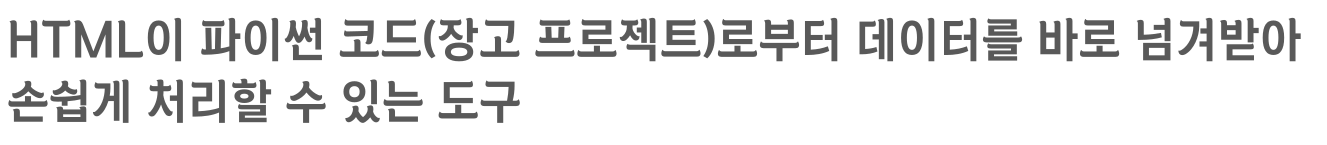 HTML이 파이썬 코드(장고 프로젝트)로부터 데이터를 바로 넘겨받아
손쉽게 처리할 수 있는 도구